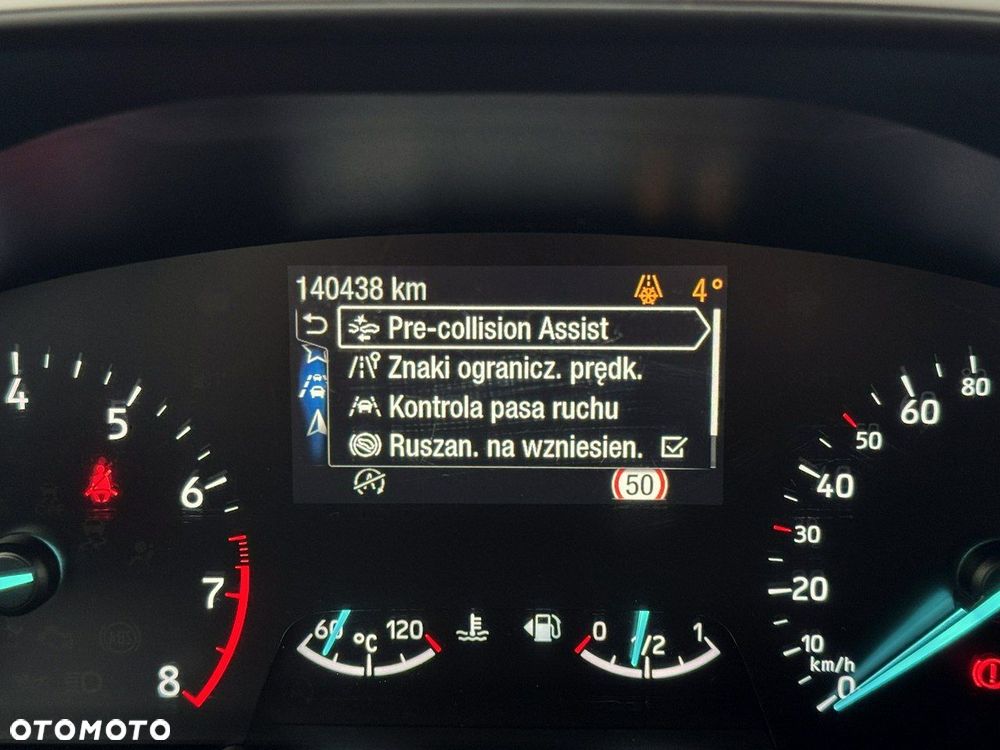 140438 km 4°
Pre-collision Assist
Znaki ogranicz. prędk.
Kontrola pasa ruchu
Ruszan. na wzniesien.
50
4
5
6
7
8
80
60
50
40
30
20
10
km/h
0
60 °C 120
0 1/2 1
OTOMOTO